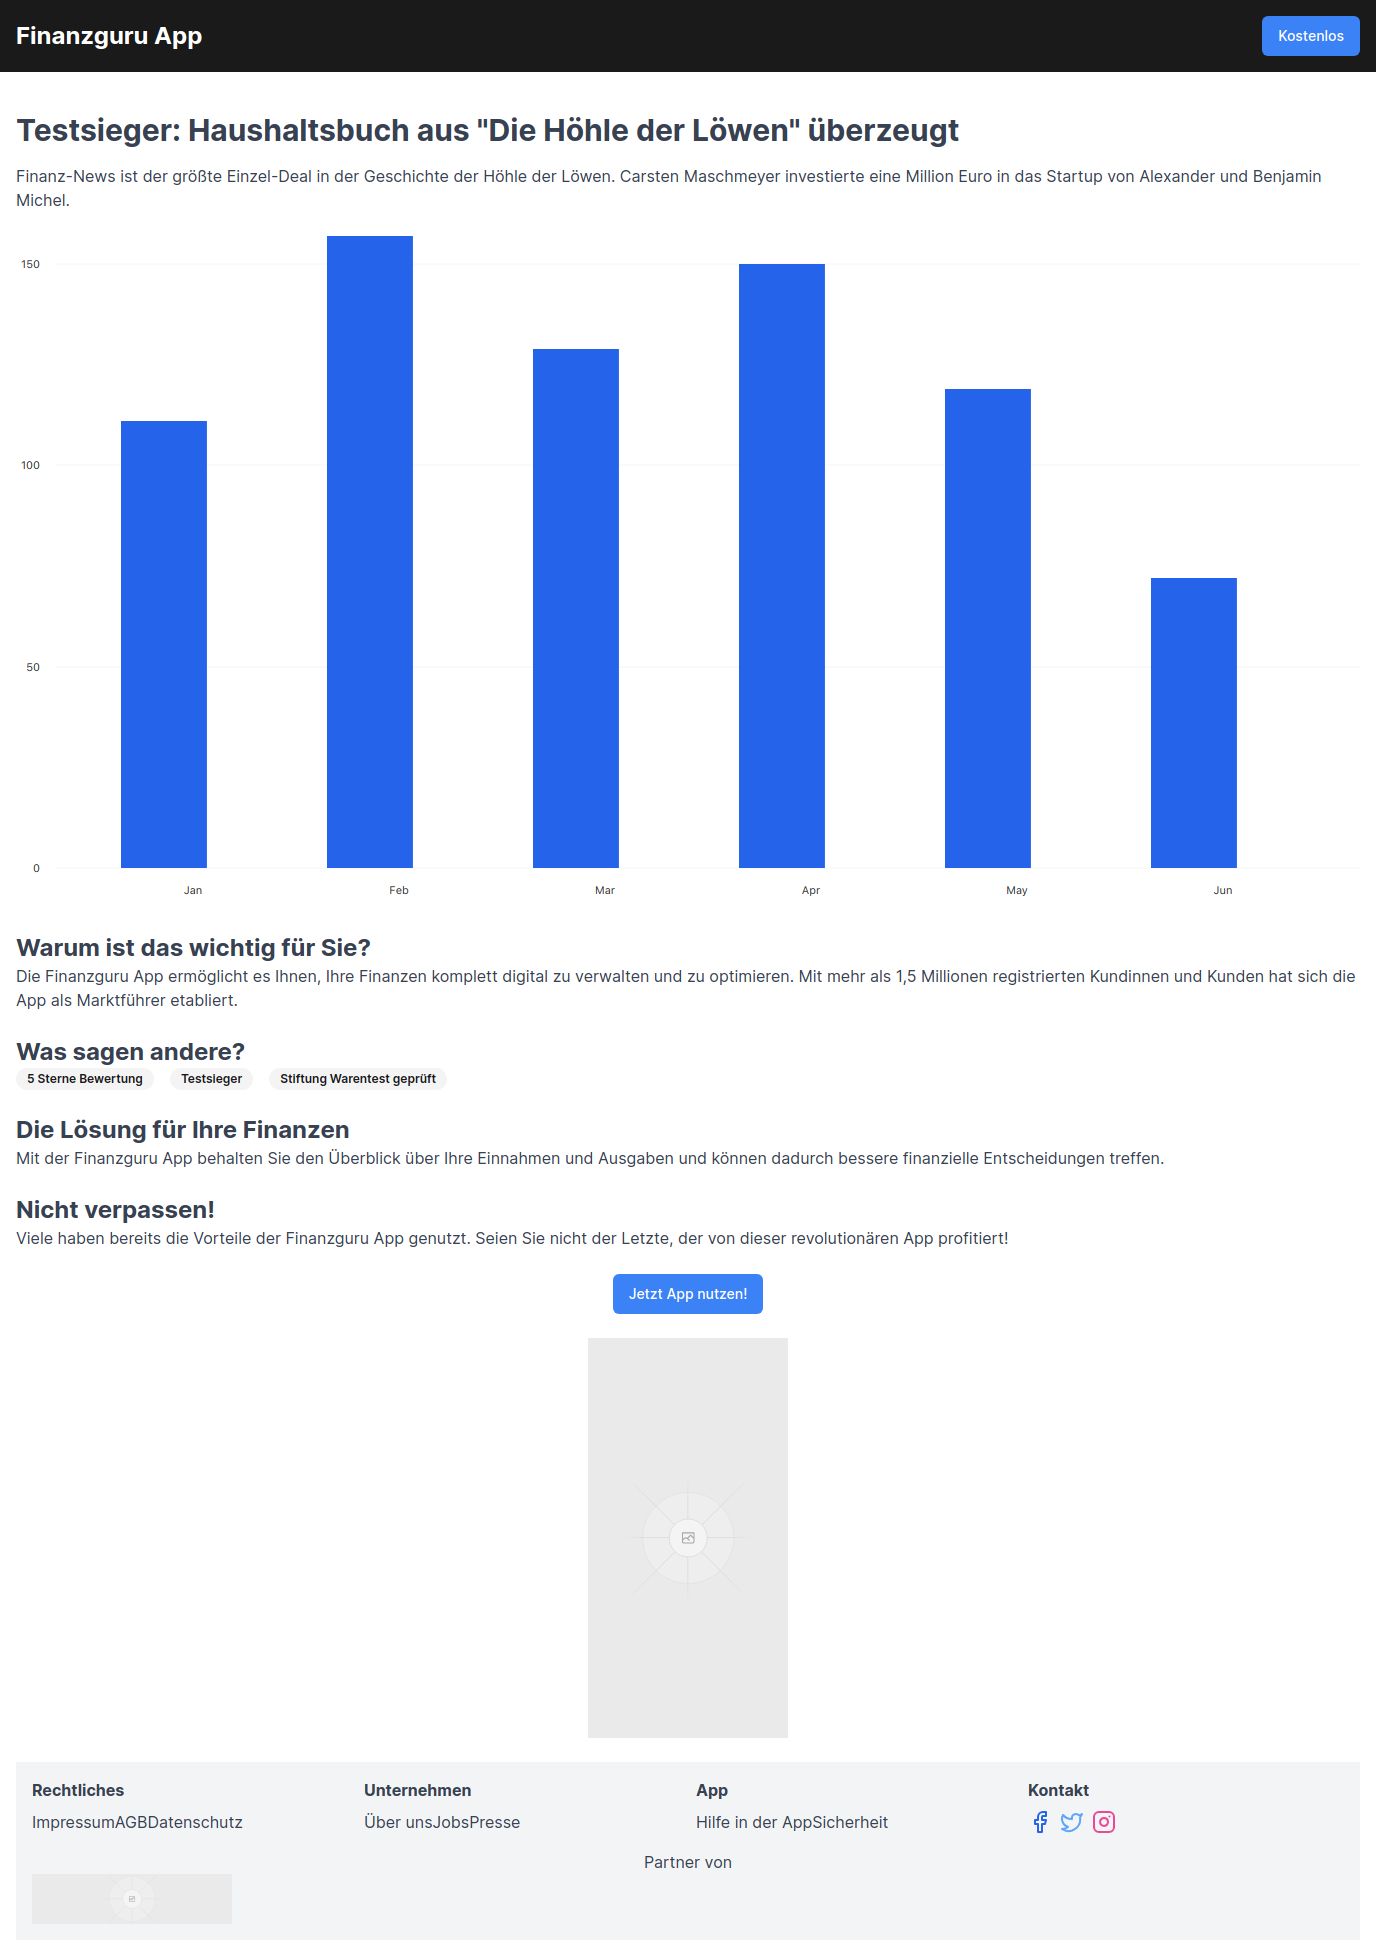 Finanzguru App
Kostenlos
Testsieger: Haushaltsbuch aus "Die Höhle der Löwen" überzeugt
Finanz-News ist der größte Einzel-Deal in der Geschichte der Höhle der Löwen. Carsten Maschmeyer investierte eine Million Euro in das Startup von Alexander und Benjamin
Michel.
150
100
50
0
Jan
Feb
Mar
Apr
May
Jun
Warum ist das wichtig für Sie?
Die Finanzguru App ermöglicht es Ihnen, Ihre Finanzen komplett digital zu verwalten und zu optimieren. Mit mehr als 1,5 Millionen registrierten Kundinnen und Kunden hat sich die
App als Marktführer etabliert.
Was sagen andere?
5 Sterne Bewertung
Testsieger
Stiftung Warentest geprüft
Die Lösung für Ihre Finanzen
Mit der Finanzguru App behalten Sie den Überblick über Ihre Einnahmen und Ausgaben und können dadurch bessere finanzielle Entscheidungen treffen.
Nicht verpassen!
Viele haben bereits die Vorteile der Finanzguru App genutzt. Seien Sie nicht der Letzte, der von dieser revolutionären App profitiert!
Jetzt App nutzen!
Rechtliches
ImpressumAGBDatenschutz
Unternehmen
Über unsJobsPresse
App
Hilfe in der AppSicherheit
Kontakt
Partner von